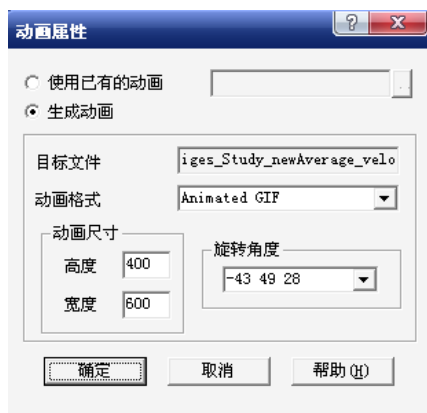 动画属性
使用已有的动画
生成动画
目标文件 iges_Study_newAverage_velo
动画格式 Animated GIF
动画尺寸
高度 400
宽度 600
旋转角度
-43 49 28
确定 取消 帮助(H)